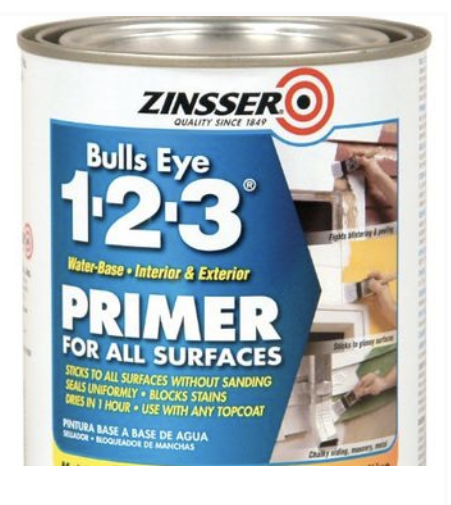 ZINSSER
QUALITY SINCE 1849
Bulls Eye
1·2·3®
Water-Base • Interior & Exterior
PRIMER
FOR ALL SURFACES
STICKS TO ALL SURFACES WITHOUT SANDING
SEALS UNIFORMLY • BLOCKS STAINS
DRIES IN 1 HOUR • USE WITH ANY TOPCOAT
PINTURA BASE A BASE DE AGUA
SELLADOR • BLOQUEADOR DE MANCHAS
Fights blistering & peeling
Sticks to glossy surfaces
Chalky siding, masonry, metal